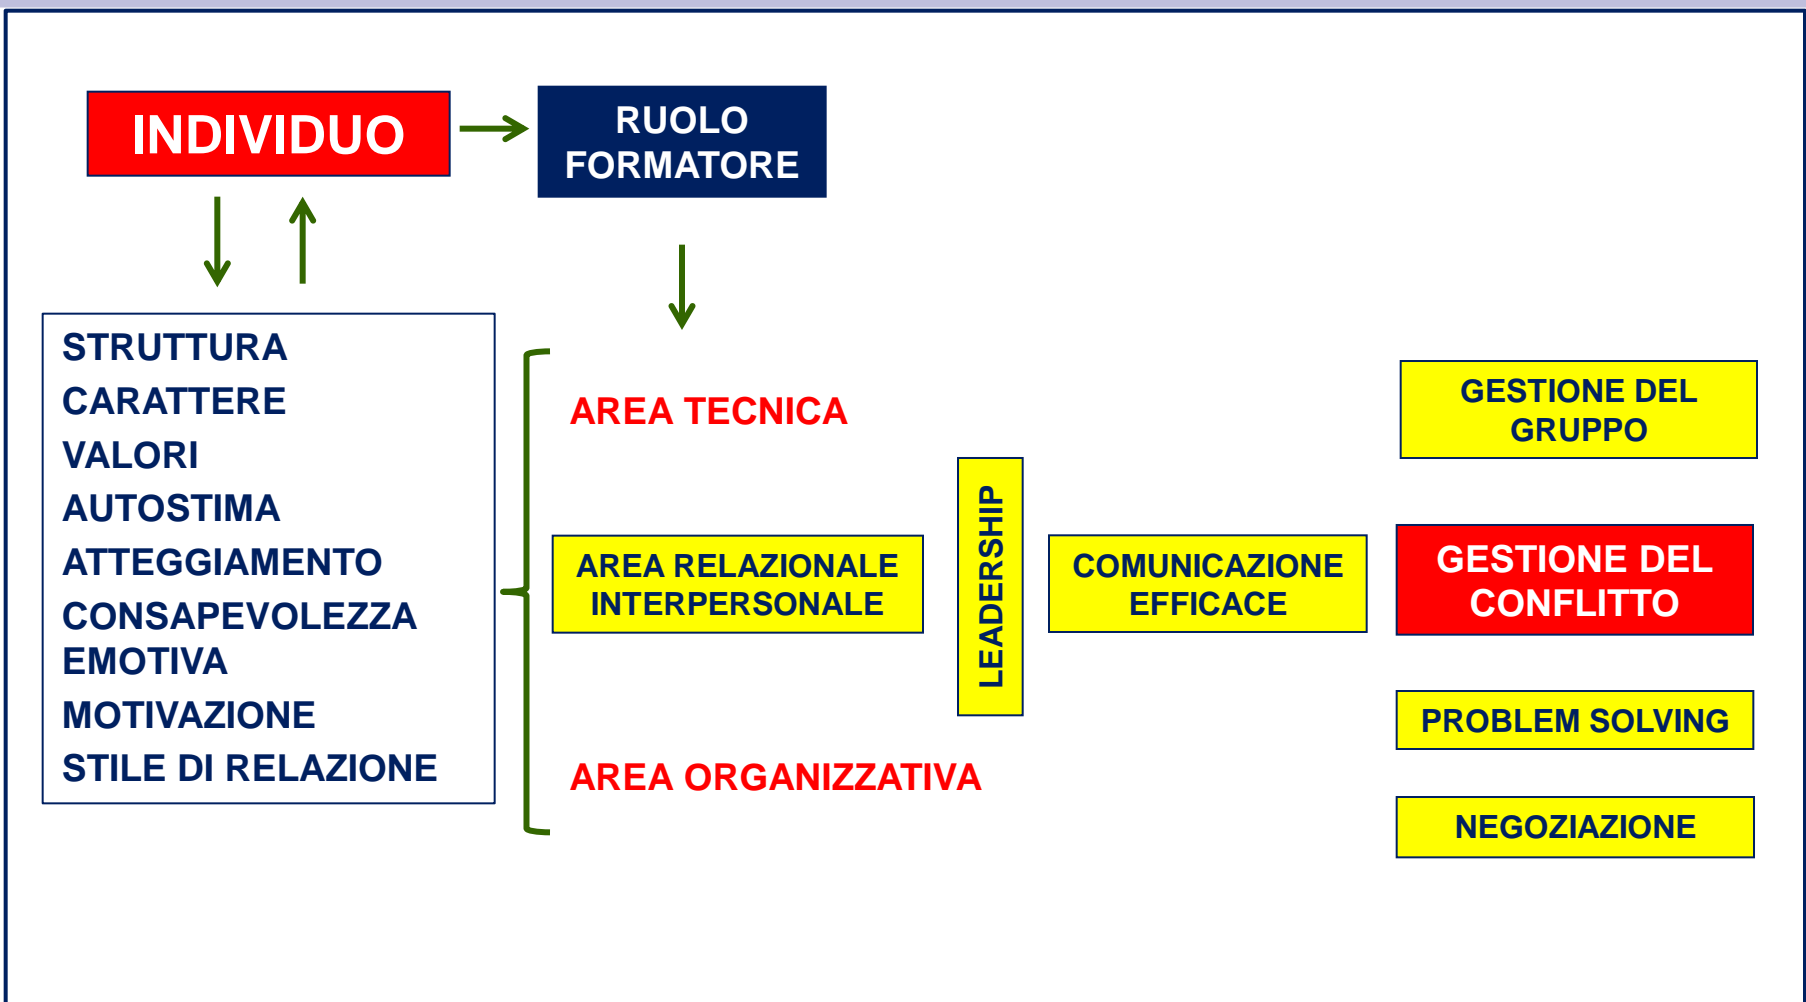 INDIVIDUO
RUOLO
FORMATORE
STRUTTURA
CARATTERE
VALORI
AUTOSTIMA
ATTEGGIAMENTO
CONSAPEVOLEZZA
EMOTIVA
MOTIVAZIONE
STILE DI RELAZIONE
AREA TECNICA
AREA RELAZIONALE
INTERPERSONALE
AREA ORGANIZZATIVA
LEADERSHIP
COMUNICAZIONE
EFFICACE
GESTIONE DEL
GRUPPO
GESTIONE DEL
CONFLITTO
PROBLEM SOLVING
NEGOZIAZIONE